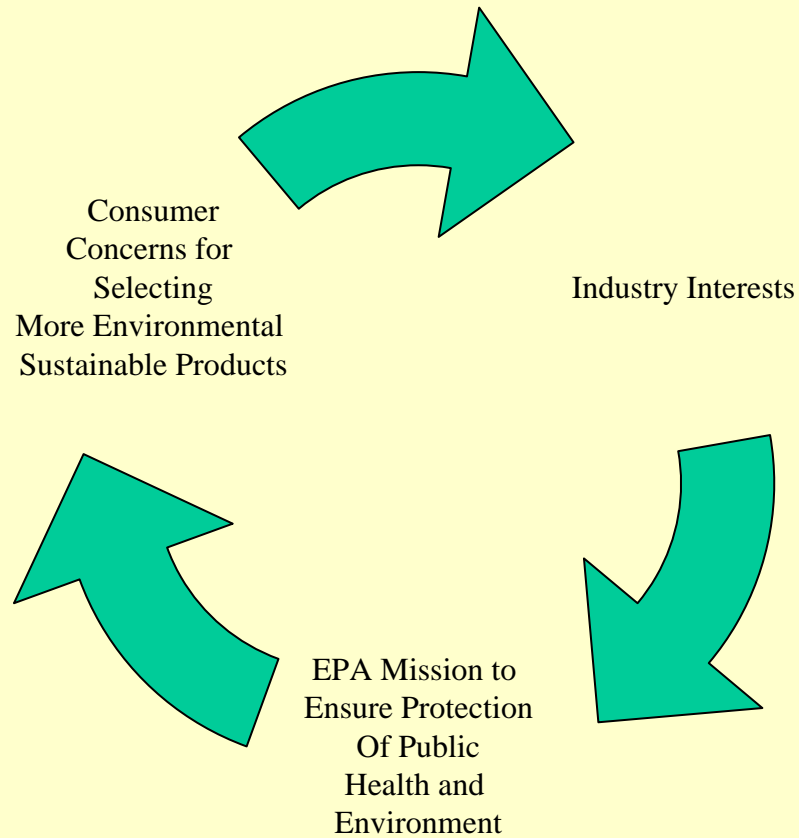 Consumer
Concerns for
Selecting
More Environmental
Sustainable Products
Industry Interests
EPA Mission to
Ensure Protection
Of Public
Health and
Environment